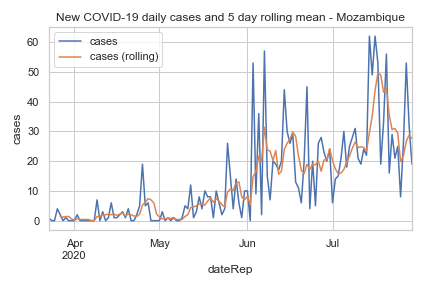 New COVID-19 daily cases and 5 day rolling mean - Mozambique
cases
cases (rolling)
60
50
40
30
20
10
0
cases
Apr
2020
May
Jun
Jul
dateRep